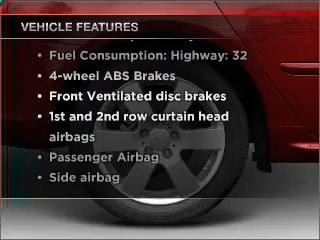 VEHICLE FEATURES
• Fuel Consumption: Highway: 32
• 4-wheel ABS Brakes
• Front Ventilated disc brakes
• 1st and 2nd row curtain head
airbags
• Passenger Airbag
• Side airbag